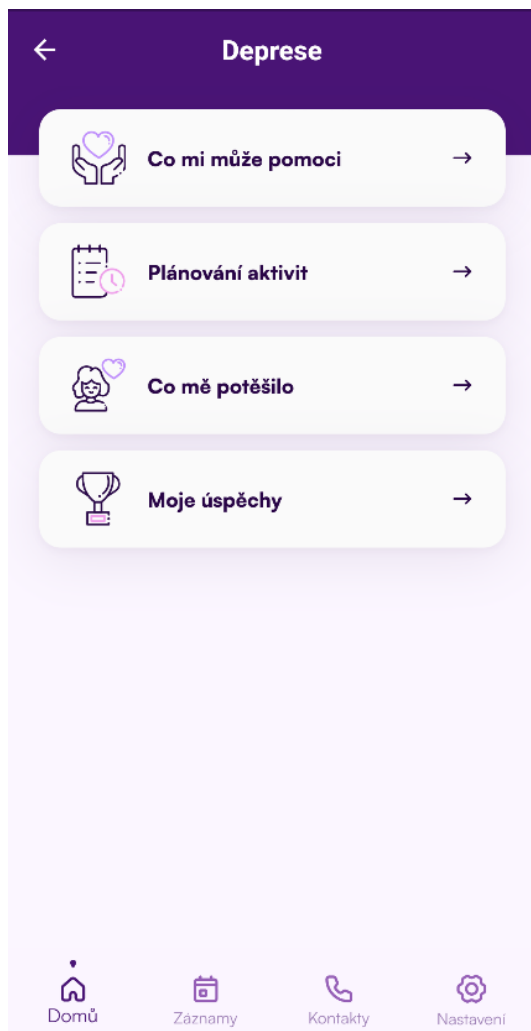 Deprese
Co mi může pomoci
Plánování aktivit
Co mě potěšilo
Moje úspěchy
Domů
Záznamy
Kontakty
Nastavení